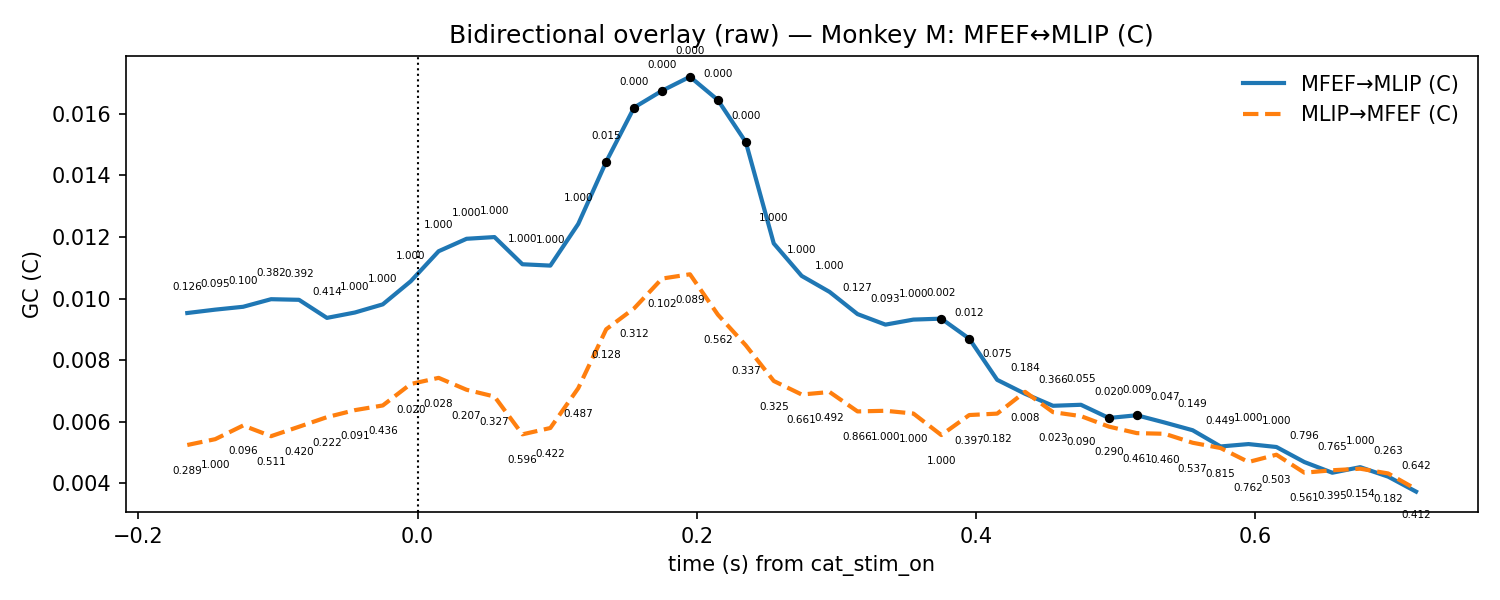 Bidirectional overlay (raw) — Monkey M: MFEF↔MLIP (C)
MFEF→MLIP (C)
MLIP→MFEF (C)
GC (C)
0.016
0.014
0.012
0.010
0.008
0.006
0.004
0.126 0.095 0.100 0.382 0.392 0.414 1.000 1.000 1.000 1.000 1.000 1.000 1.000 1.000 1.000 0.015 0.000 0.000 0.000 0.000 0.000 1.000 1.000 1.000 0.127 0.093 1.000 0.002 0.012 0.075 0.184 0.366 0.055 0.020 0.009 0.047 0.149 0.449 1.000 1.000 0.796 0.765 1.000 0.263 0.642
0.289 1.000 0.096 0.511 0.420 0.222 0.091 0.436 0.020 0.028 0.207 0.327 0.596 0.422 0.487 0.128 0.312 0.102 0.089 0.562 0.337 0.325 0.661 0.492 0.866 1.000 1.000 1.000 0.397 0.182 0.008 0.023 0.090 0.290 0.461 0.460 0.537 0.815 0.762 0.503 0.561 0.395 0.154 0.182 0.412
−0.2 0.0 0.2 0.4 0.6
time (s) from cat_stim_on